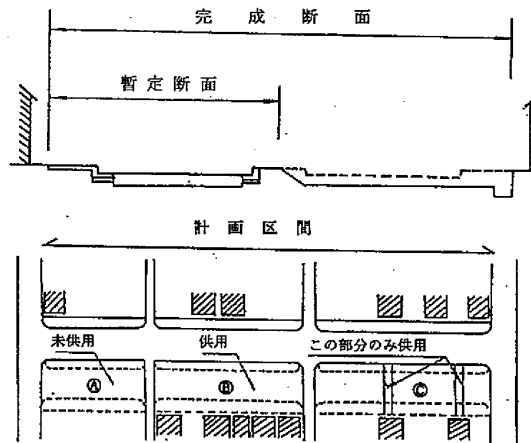 完成断面
暫定断面
計画区間
未供用
供用
この部分のみ供用
Ⓐ
Ⓑ
Ⓒ